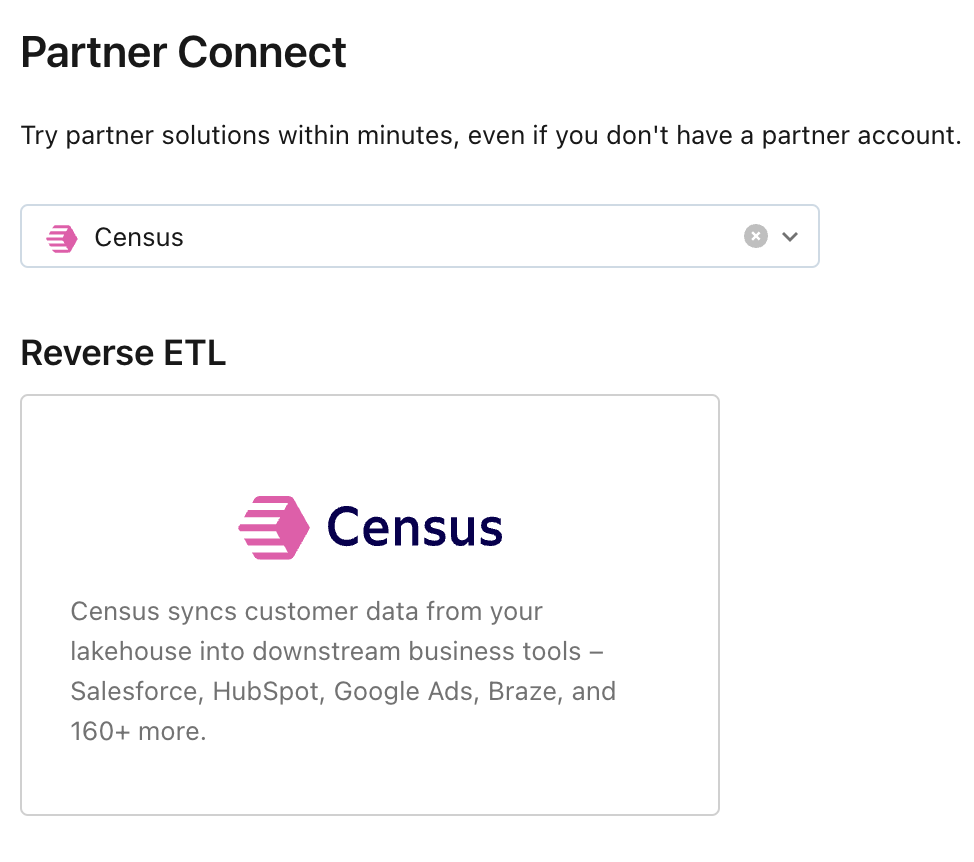 Partner Connect
Try partner solutions within minutes, even if you don't have a partner account.
Census
Reverse ETL
Census
Census syncs customer data from your
lakehouse into downstream business tools –
Salesforce, HubSpot, Google Ads, Braze, and
160+ more.